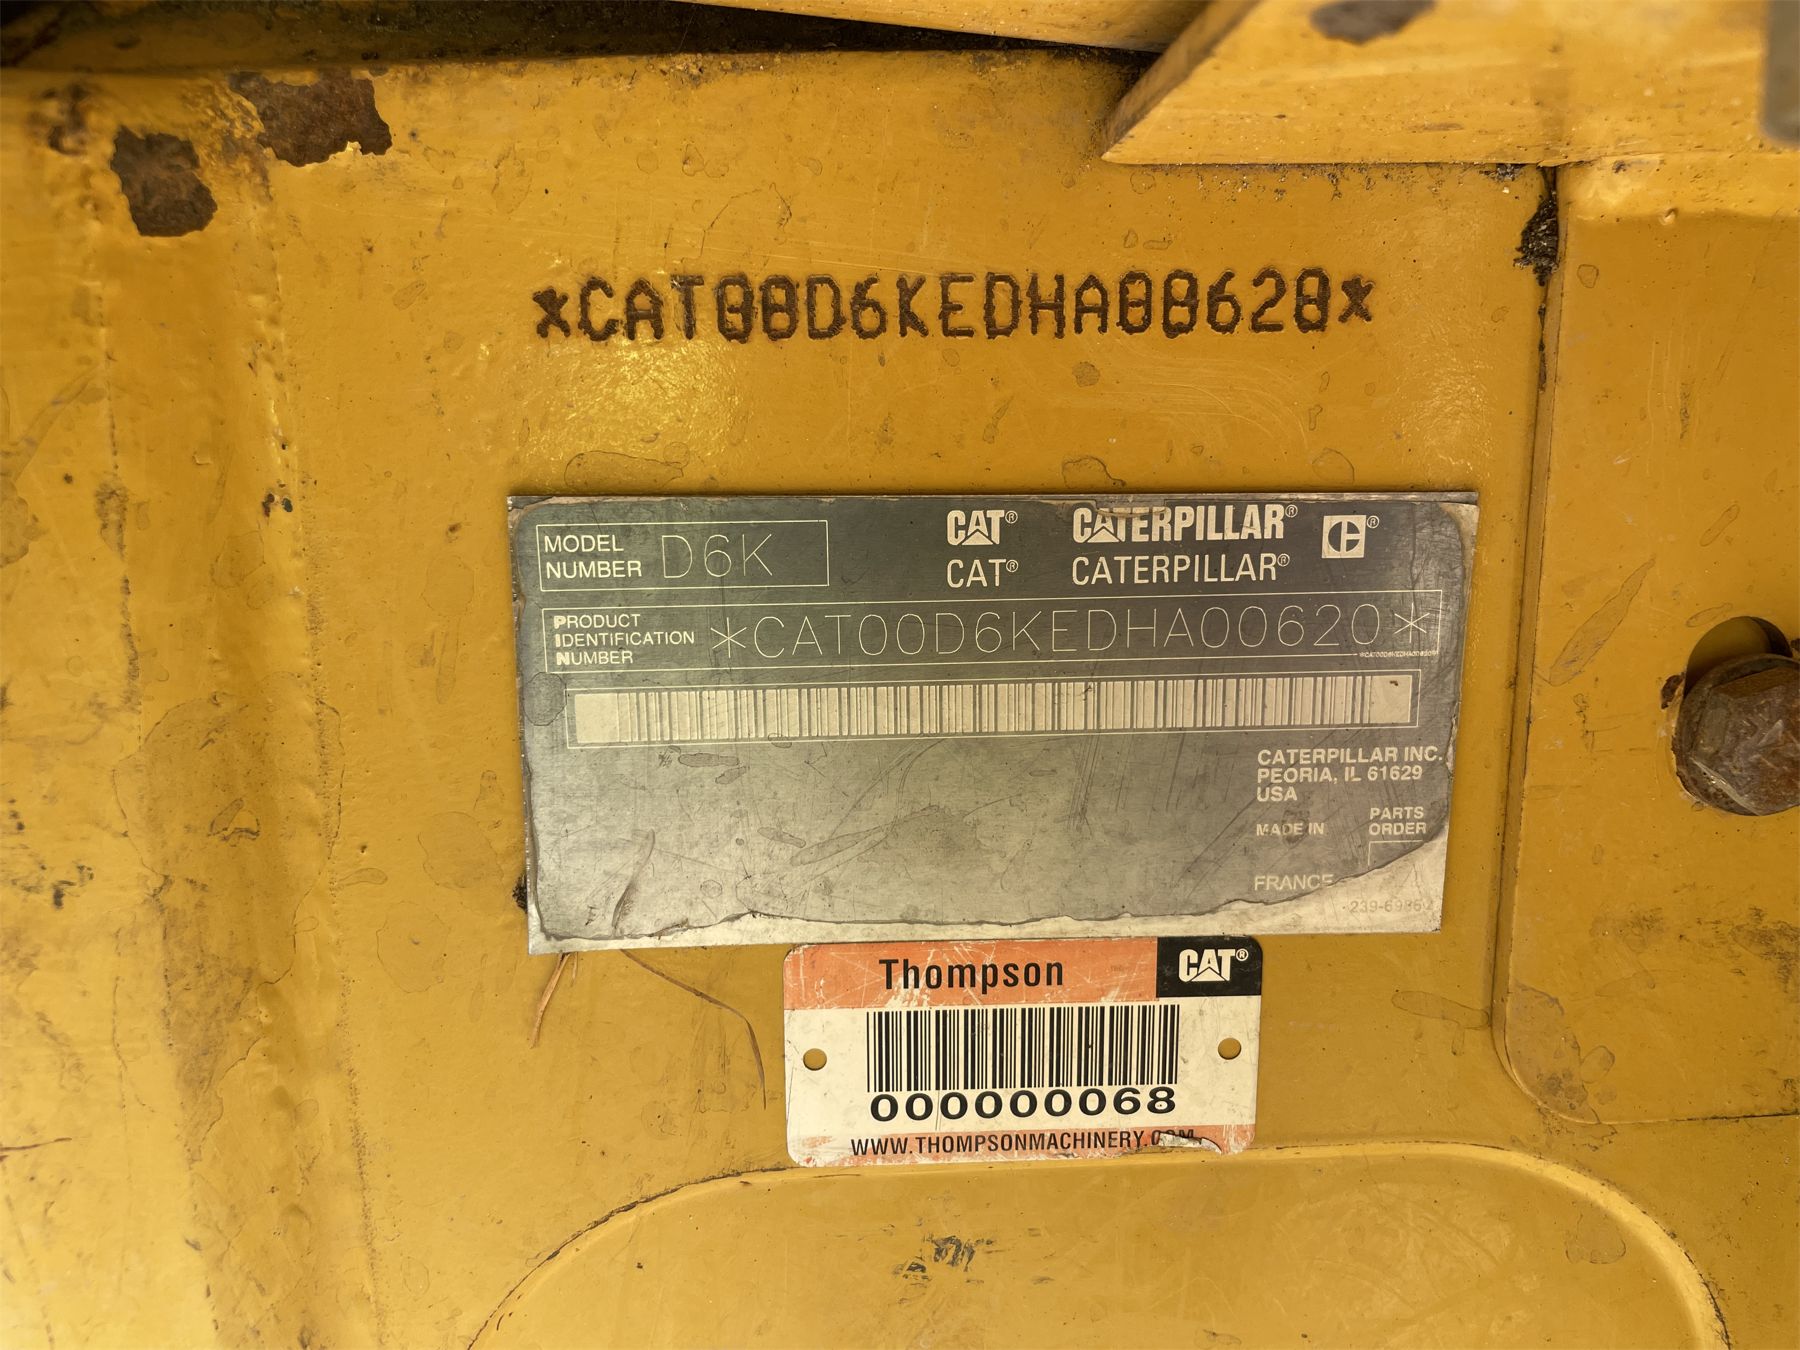 *CAT00D6KEDHA00620*
MODEL NUMBER D6K
CAT® CATERPILLAR®
CAT® CATERPILLAR®
PRODUCT
IDENTIFICATION
NUMBER
*CAT00D6KEDHA00620*
*CAT00D6KEDHA00620*
CATERPILLAR INC.
PEORIA, IL 61629
USA
MADE IN
PARTS
ORDER
FRANCE
Thompson CAT®
000000068
WWW.THOMPSONMACHINERY.COM